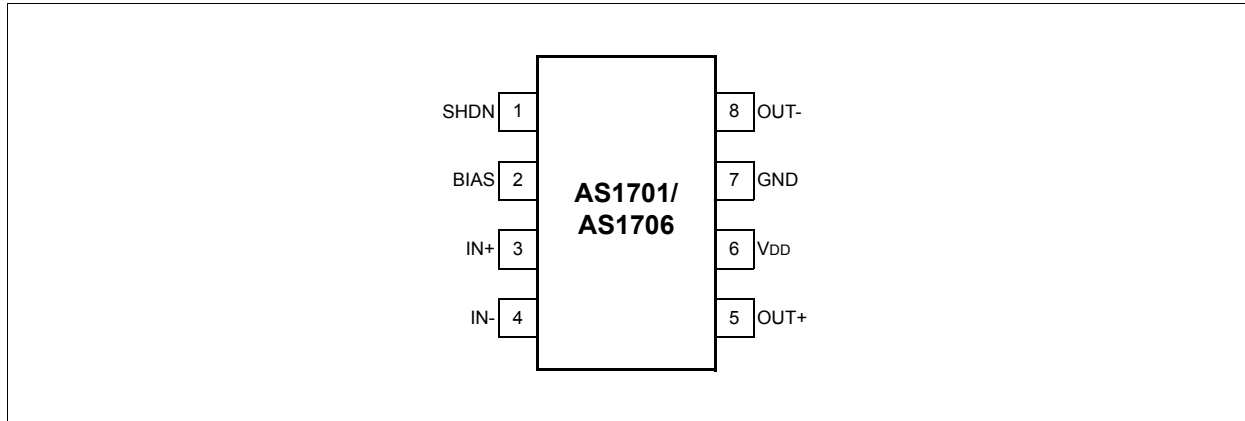 SHDN 1 8 OUT-
BIAS 2 7 GND
AS1701/
AS1706
IN+ 3 6 VDD
IN- 4 5 OUT+